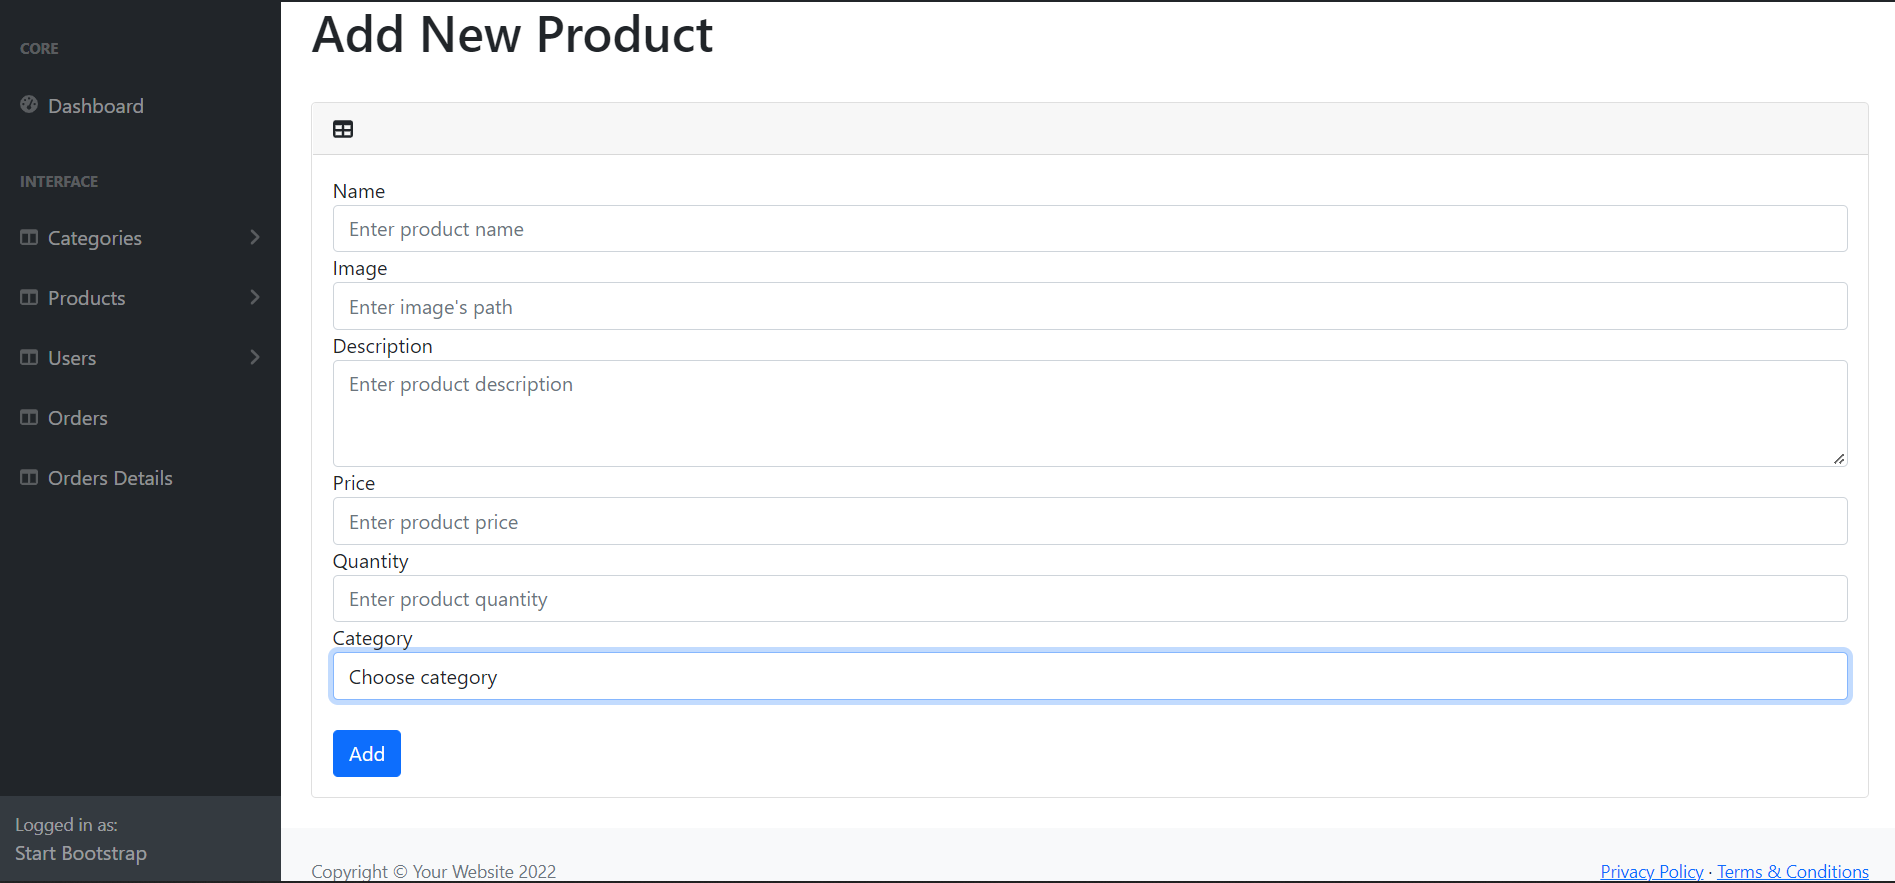 CORE
Dashboard
INTERFACE
Categories
Products
Users
Orders
Orders Details
Logged in as:
Start Bootstrap
Add New Product
Name
Enter product name
Image
Enter image's path
Description
Enter product description
Price
Enter product price
Quantity
Enter product quantity
Category
Choose category
Add
Copyright © Your Website 2022
Privacy Policy · Terms & Conditions